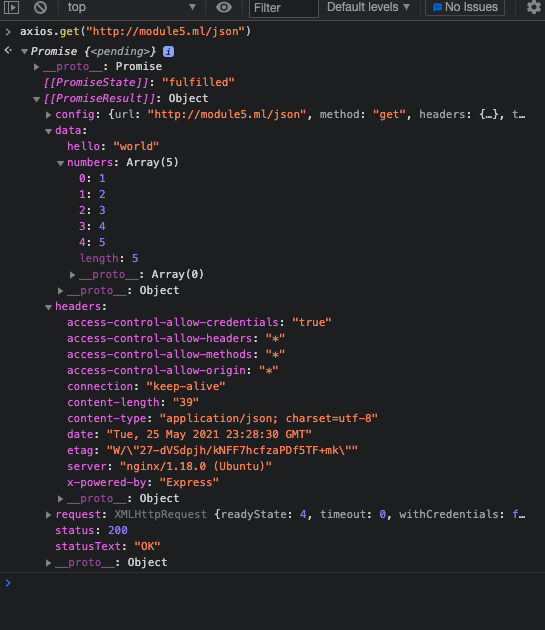 top Filter Default levels No Issues
axios.get("http://module5.ml/json")
Promise {<pending>} i
__proto__: Promise
[[PromiseState]]: "fulfilled"
[[PromiseResult]]: Object
config: {url: "http://module5.ml/json", method: "get", headers: {…}, t…
data:
hello: "world"
numbers: Array(5)
0: 1
1: 2
2: 3
3: 4
4: 5
length: 5
__proto__: Array(0)
__proto__: Object
headers:
access-control-allow-credentials: "true"
access-control-allow-headers: "*"
access-control-allow-methods: "*"
access-control-allow-origin: "*"
connection: "keep-alive"
content-length: "39"
content-type: "application/json; charset=utf-8"
date: "Tue, 25 May 2021 23:28:30 GMT"
etag: "W/\"27-dVSdpjh/kNFF7hcfzaPDf5TF+mk\""
server: "nginx/1.18.0 (Ubuntu)"
x-powered-by: "Express"
__proto__: Object
request: XMLHttpRequest {readyState: 4, timeout: 0, withCredentials: f…
status: 200
statusText: "OK"
__proto__: Object